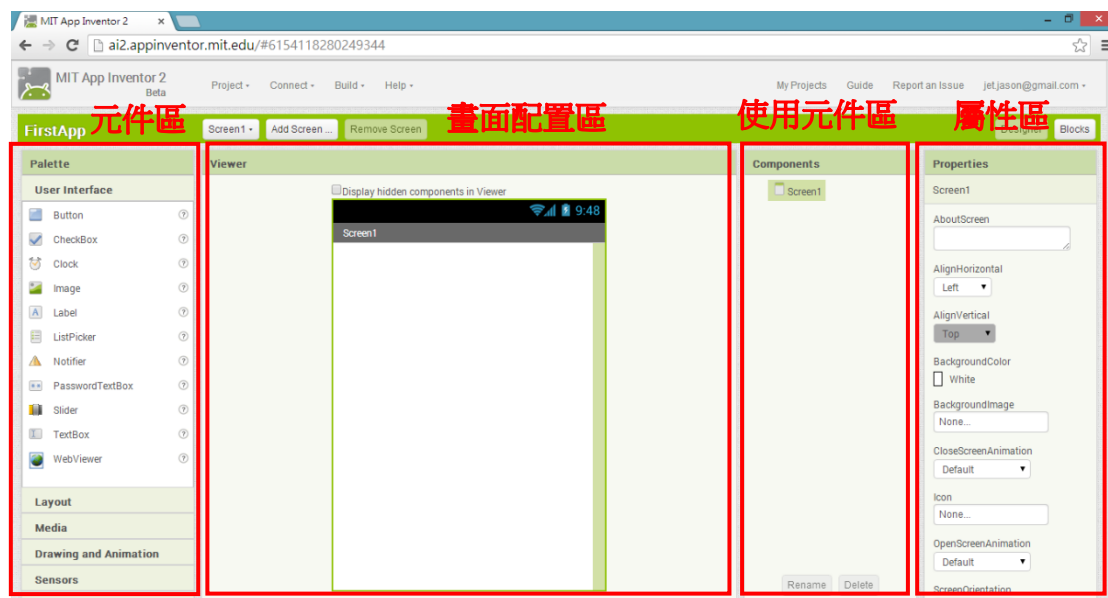 MIT App Inventor 2
ai2.appinventor.mit.edu/#6154118280249344
MIT App Inventor 2
Beta
Project
Connect
Build
Help
My Projects
Guide
Report an Issue
jet.jason@gmail.com
FirstApp
元件區
Screen1
Add Screen ...
Remove Screen
畫面配置區
使用元件區
屬性區
Designer
Blocks
Palette
User Interface
Button
CheckBox
Clock
Image
Label
ListPicker
Notifier
PasswordTextBox
Slider
TextBox
WebViewer
Layout
Media
Drawing and Animation
Sensors
Viewer
Display hidden components in Viewer
9:48
Screen1
Components
Screen1
Rename
Delete
Properties
Screen1
AboutScreen
AlignHorizontal
Left
AlignVertical
Top
BackgroundColor
White
BackgroundImage
None...
CloseScreenAnimation
Default
Icon
None...
OpenScreenAnimation
Default
ScreenOrientation